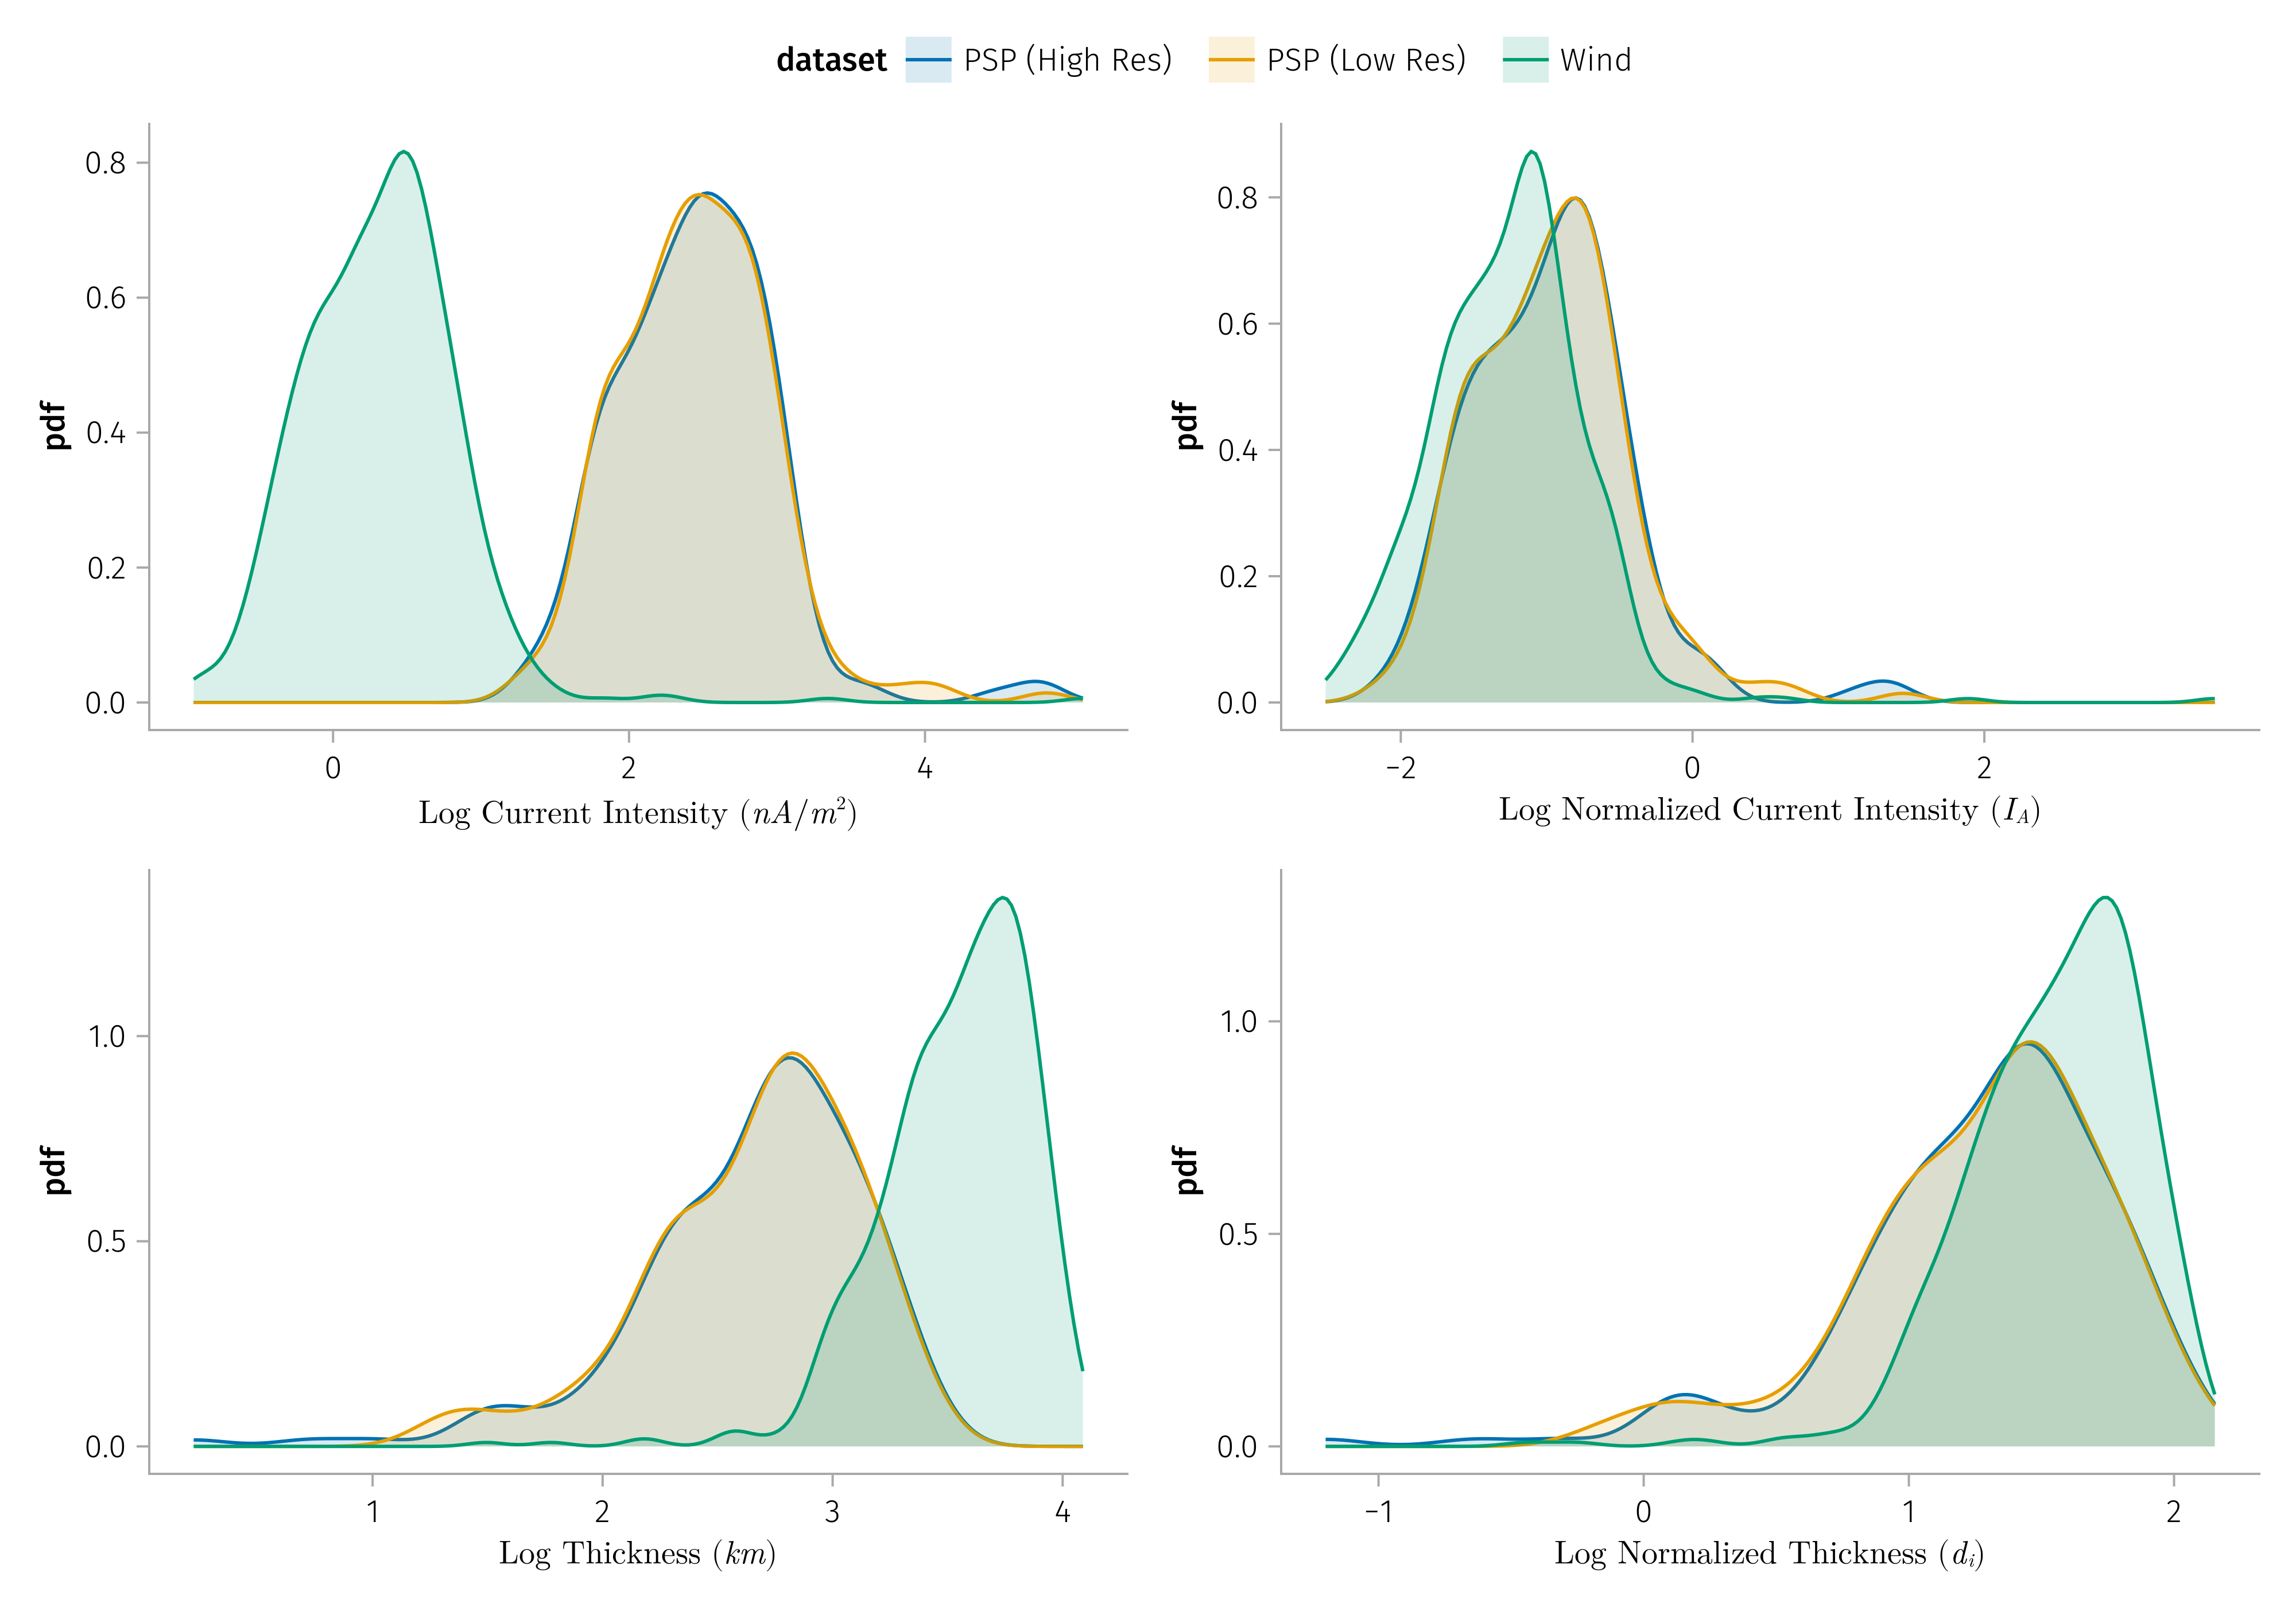 dataset PSP (High Res) PSP (Low Res) Wind
pdf
0.8
0.6
0.4
0.2
0.0
0 2 4
Log Current Intensity (nA/m²)
pdf
0.8
0.6
0.4
0.2
0.0
−2 0 2
Log Normalized Current Intensity (I_A)
pdf
1.0
0.5
0.0
1 2 3 4
Log Thickness (km)
pdf
1.0
0.5
0.0
−1 0 1 2
Log Normalized Thickness (d_i)